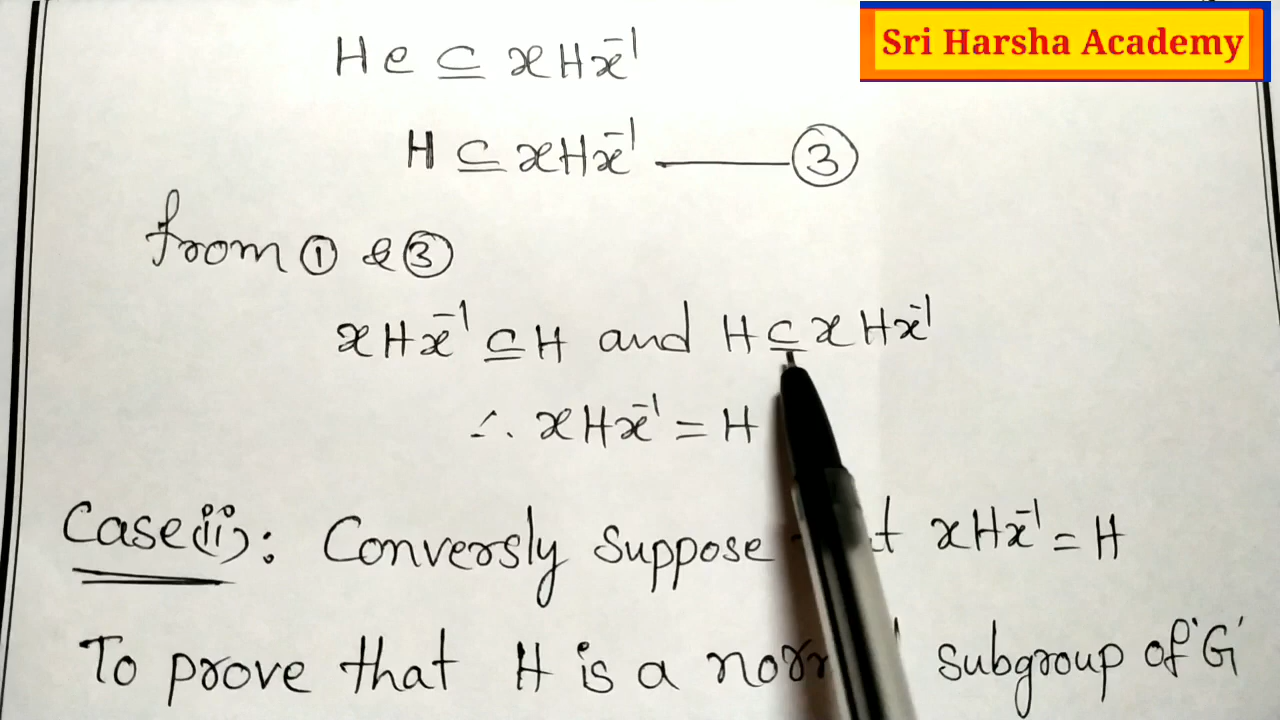 Sri Harsha Academy
He ⊆ xHx⁻¹
H ⊆ xHx⁻¹ —— ③
from ① & ③
xHx⁻¹ ⊆ H and H ⊆ xHx⁻¹
∴ xHx⁻¹ = H
Case(ii): Conversly suppose xHx⁻¹ = H
To prove that H is a subgroup of 'G'